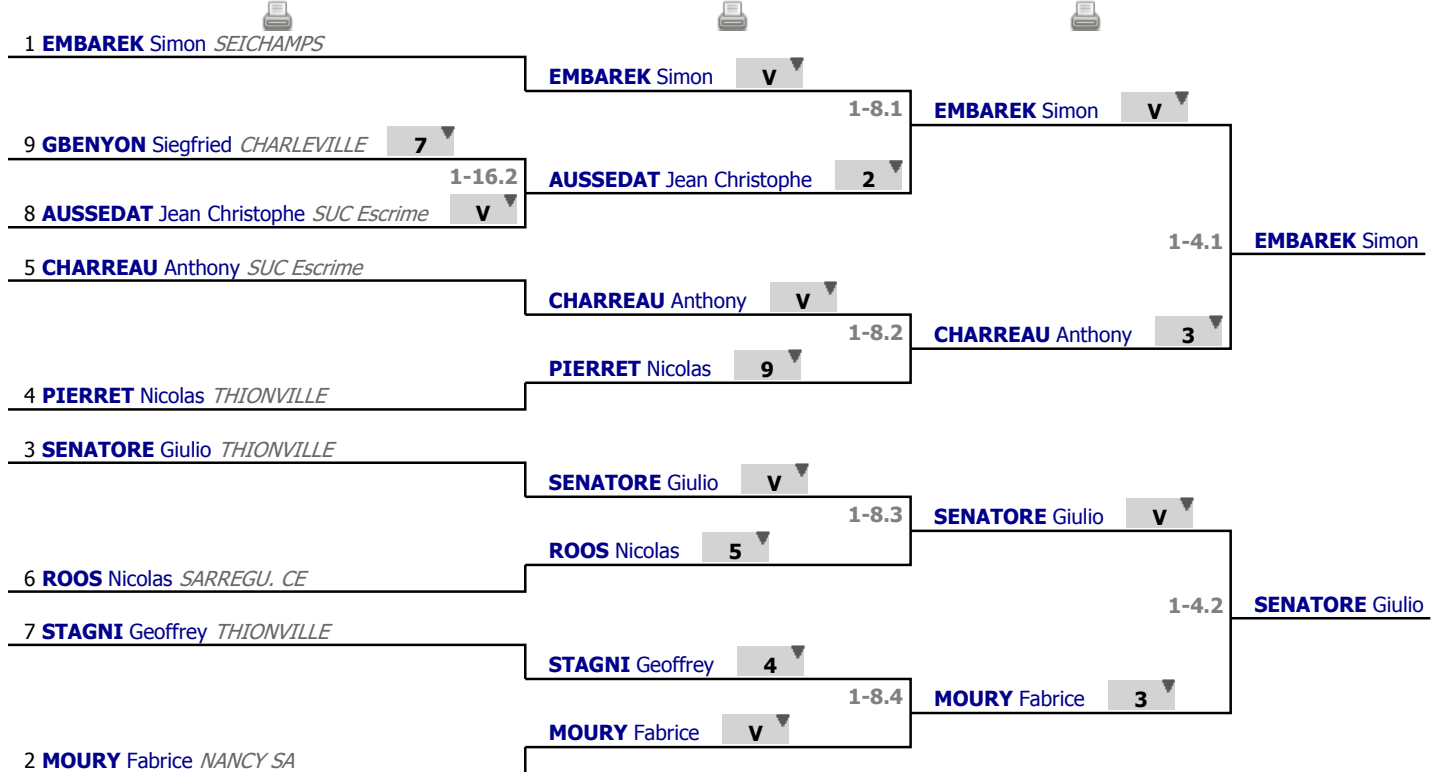 1 EMBAREK Simon SEICHAMPS
EMBAREK Simon V
1-8.1
EMBAREK Simon V
9 GBENYON Siegfried CHARLEVILLE 7
1-16.2
AUSSEDAT Jean Christophe 2
8 AUSSEDAT Jean Christophe SUC Escrime V
1-4.1
EMBAREK Simon
5 CHARREAU Anthony SUC Escrime
CHARREAU Anthony V
1-8.2
CHARREAU Anthony 3
PIERRET Nicolas 9
4 PIERRET Nicolas THIONVILLE
3 SENATORE Giulio THIONVILLE
SENATORE Giulio V
1-8.3
SENATORE Giulio V
ROOS Nicolas 5
6 ROOS Nicolas SARREGU. CE
1-4.2
SENATORE Giulio
7 STAGNI Geoffrey THIONVILLE
STAGNI Geoffrey 4
1-8.4
MOURY Fabrice 3
MOURY Fabrice V
2 MOURY Fabrice NANCY SA